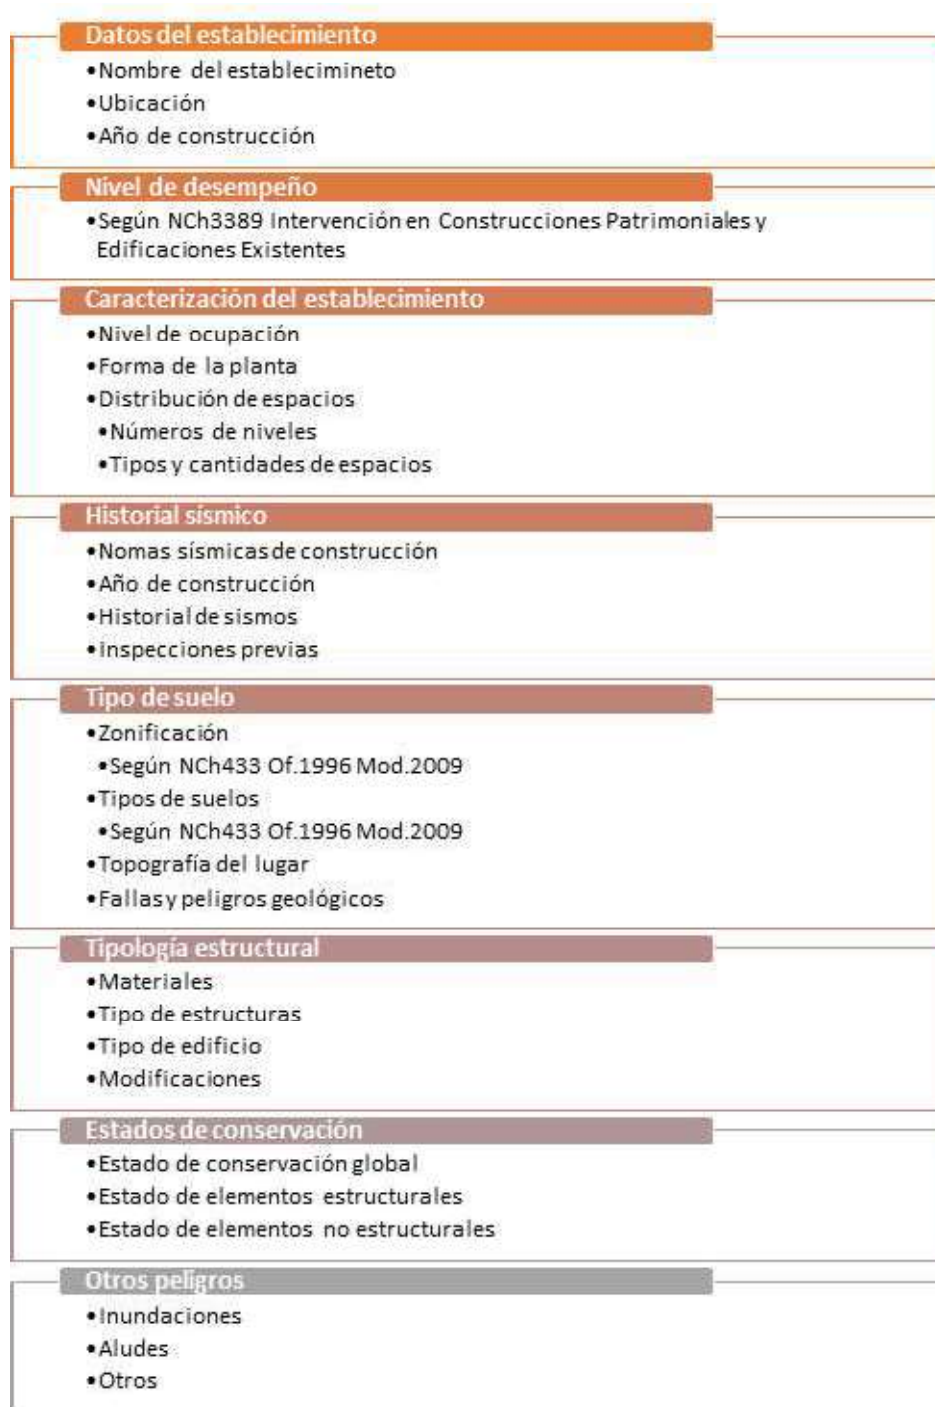 Datos del establecimiento
•Nombre del establecimineto
•Ubicación
•Año de construcción
Nivel de desempeño
•Según NCh3389 Intervención en Construcciones Patrimoniales y
Edificaciones Existentes
Caracterización del establecimiento
•Nivel de ocupación
•Forma de la planta
•Distribución de espacios
•Números de niveles
•Tipos y cantidades de espacios
Historial sísmico
•Nomas sísmicas de construcción
•Año de construcción
•Historial de sismos
•Inspecciones previas
Tipo de suelo
•Zonificación
•Según NCh433 Of.1996 Mod.2009
•Tipos de suelos
•Según NCh433 Of.1996 Mod.2009
•Topografía del lugar
•Fallas y peligros geológicos
Tipología estructural
•Materiales
•Tipo de estructuras
•Tipo de edificio
•Modificaciones
Estados de conservación
•Estado de conservación global
•Estado de elementos estructurales
•Estado de elementos no estructurales
Otros peligros
•Inundaciones
•Aludes
•Otros